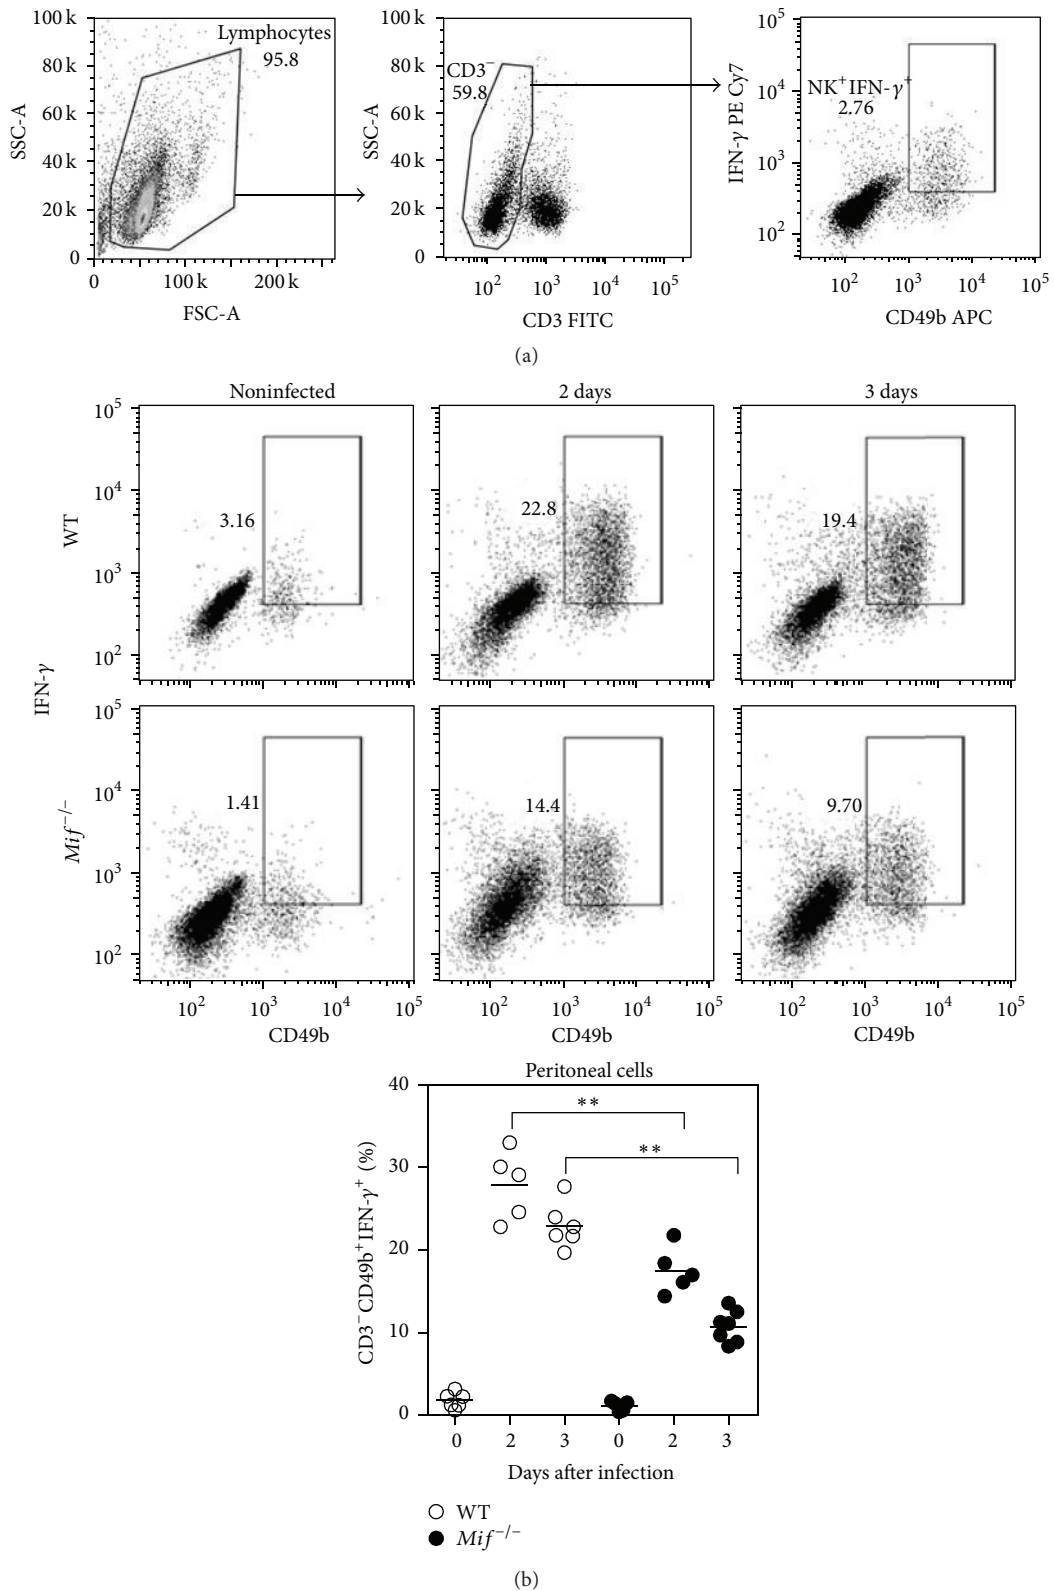 100 k
80 k
60 k
40 k
20 k
0
SSC-A
Lymphocytes
95.8
0
100 k
200 k
FSC-A
100 k
80 k
60 k
40 k
20 k
0
SSC-A
CD3⁻
59.8
10² 10³ 10⁴ 10⁵
CD3 FITC
10⁵
10⁴
10³
10²
IFN-γ PE Cy7
NK⁺IFN-γ⁺
2.76
10² 10³ 10⁴ 10⁵
CD49b APC
(a)
Noninfected
2 days
3 days
IFN-γ
WT
10⁵
10⁴
10³
10²
3.16
22.8
19.4
Mif⁻/⁻
10⁵
10⁴
10³
10²
1.41
14.4
9.70
10² 10³ 10⁴ 10⁵
10² 10³ 10⁴ 10⁵
10² 10³ 10⁴ 10⁵
CD49b
CD49b
CD49b
Peritoneal cells
CD3⁻CD49b⁺IFN-γ⁺ (%)
40
30
20
10
0
**
**
0 2 3 0 2 3
Days after infection
WT
Mif⁻/⁻
(b)